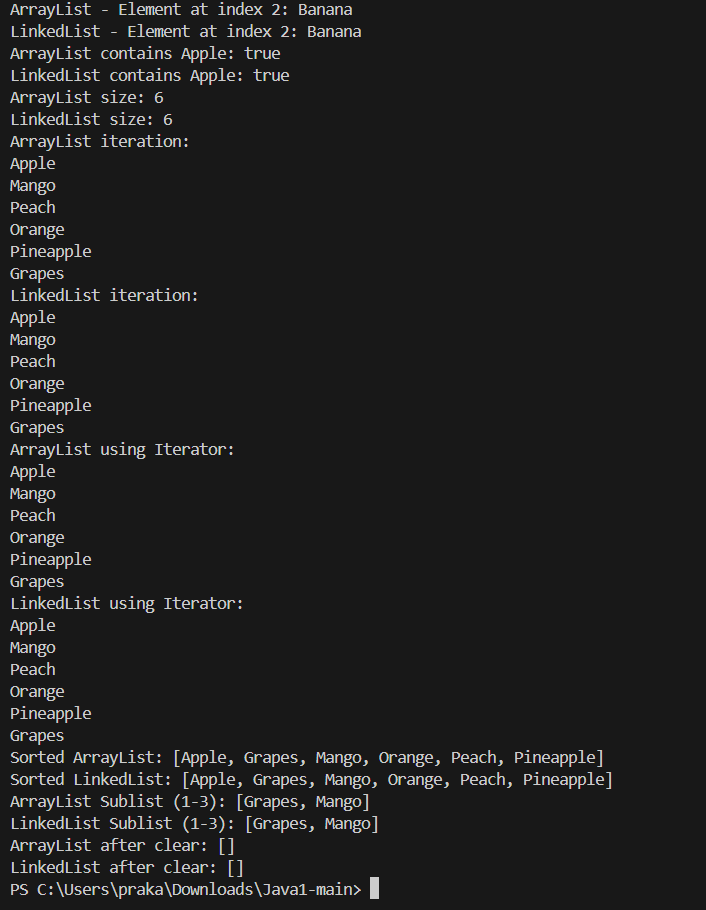 ArrayList - Element at index 2: Banana
LinkedList - Element at index 2: Banana
ArrayList contains Apple: true
LinkedList contains Apple: true
ArrayList size: 6
LinkedList size: 6
ArrayList iteration:
Apple
Mango
Peach
Orange
Pineapple
Grapes
LinkedList iteration:
Apple
Mango
Peach
Orange
Pineapple
Grapes
ArrayList using Iterator:
Apple
Mango
Peach
Orange
Pineapple
Grapes
LinkedList using Iterator:
Apple
Mango
Peach
Orange
Pineapple
Grapes
Sorted ArrayList: [Apple, Grapes, Mango, Orange, Peach, Pineapple]
Sorted LinkedList: [Apple, Grapes, Mango, Orange, Peach, Pineapple]
ArrayList Sublist (1-3): [Grapes, Mango]
LinkedList Sublist (1-3): [Grapes, Mango]
ArrayList after clear: []
LinkedList after clear: []
PS C:\Users\praka\Downloads\Java1-main>